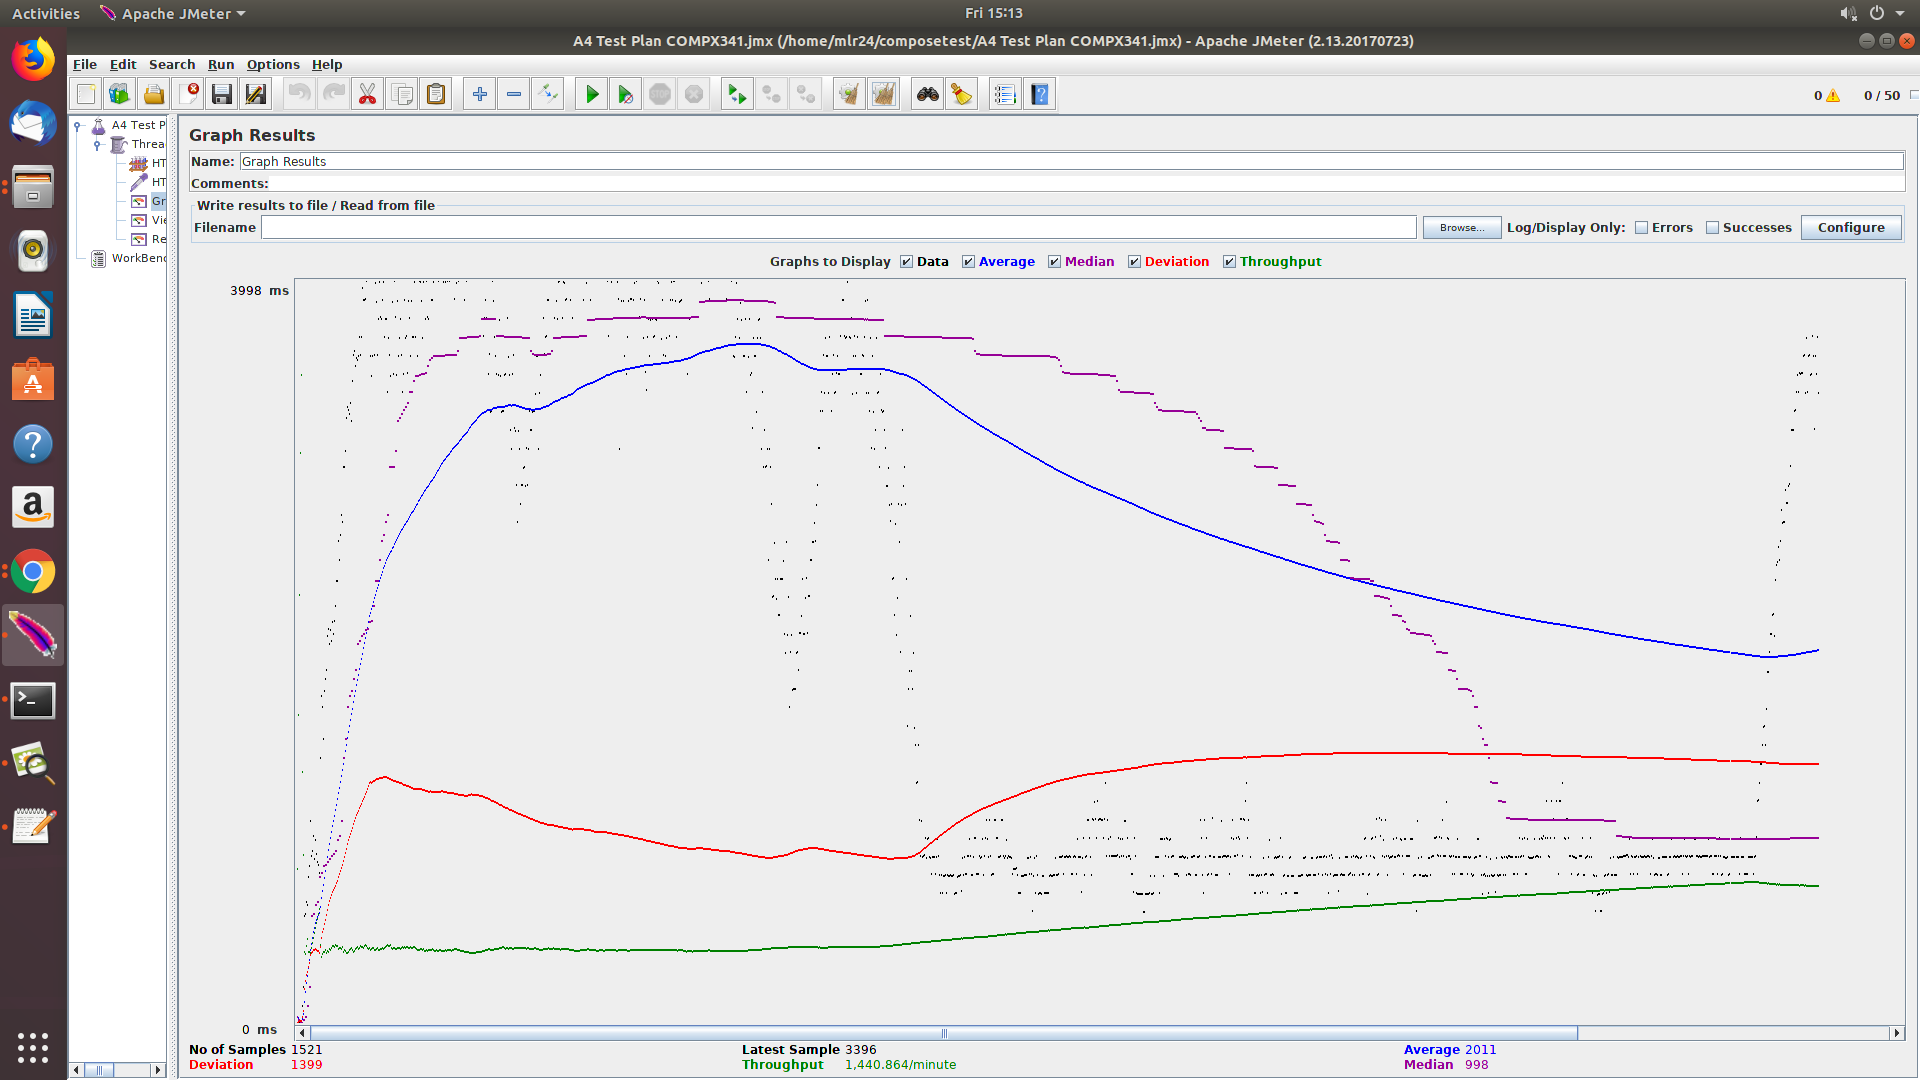 Activities Apache JMeter Fri 15:13
A4 Test Plan COMPX341.jmx (/home/mlr24/composetest/A4 Test Plan COMPX341.jmx) - Apache JMeter (2.13.20170723)
File Edit Search Run Options Help
STOP 0 0 / 50
A4 Test P
Threa
HT
HT
Gr
Vie
Re
WorkBenc
Graph Results
Name: Graph Results
Comments:
Write results to file / Read from file
Filename Browse... Log/Display Only: Errors Successes Configure
Graphs to Display Data Average Median Deviation Throughput
3998 ms
0 ms
No of Samples 1521 Latest Sample 3396 Average 2011
Deviation 1399 Throughput 1,440.864/minute Median 998